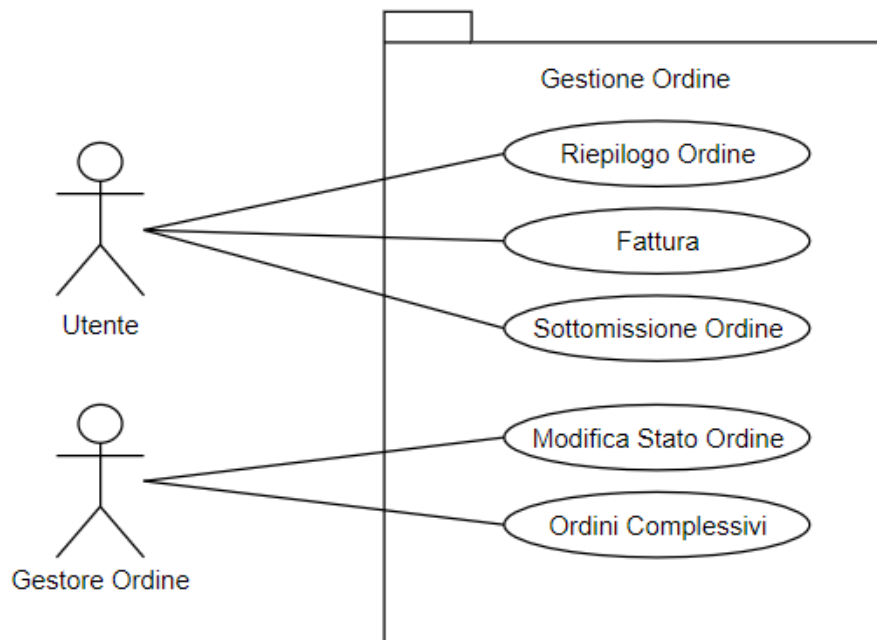 Gestione Ordine
Riepilogo Ordine
Fattura
Sottomissione Ordine
Utente
Modifica Stato Ordine
Ordini Complessivi
Gestore Ordine